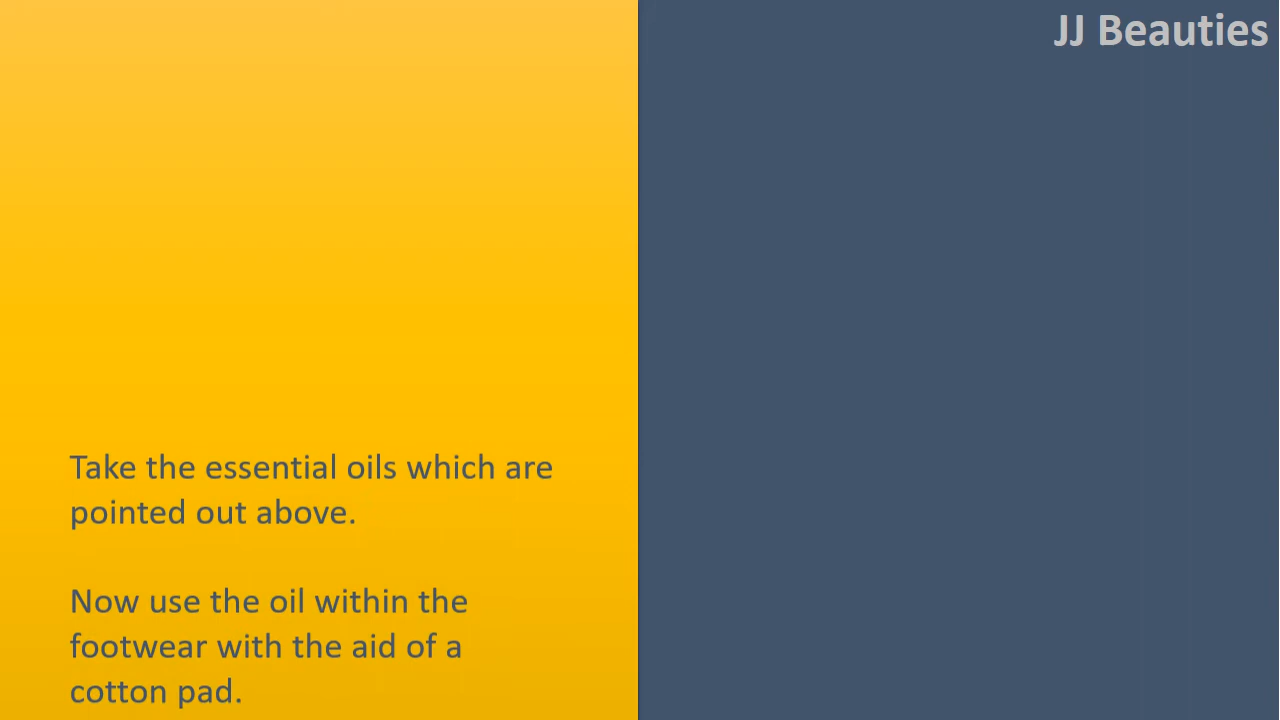 JJ Beauties
Take the essential oils which are
pointed out above.
Now use the oil within the
footwear with the aid of a
cotton pad.